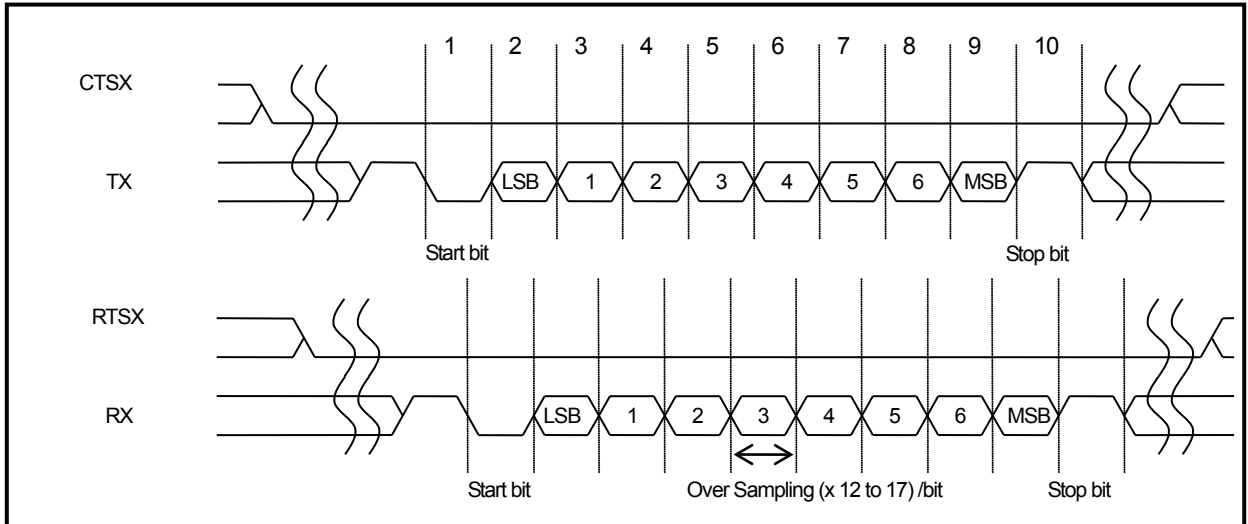 1 2 3 4 5 6 7 8 9 10
CTSX
TX LSB 1 2 3 4 5 6 MSB
Start bit Stop bit
RTSX
RX LSB 1 2 3 4 5 6 MSB
Start bit Over Sampling (x 12 to 17) /bit Stop bit